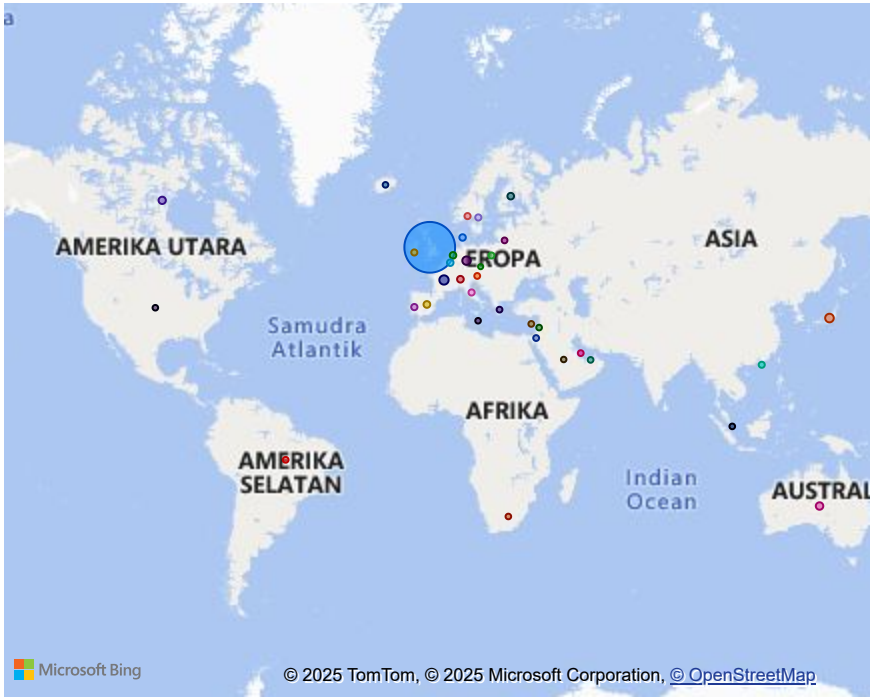 a
AMERIKA UTARA
EROPA
ASIA
Samudra
Atlantik
AFRIKA
AMERIKA
SELATAN
Indian
Ocean
AUSTRAL
Microsoft Bing
© 2025 TomTom, © 2025 Microsoft Corporation, © OpenStreetMap